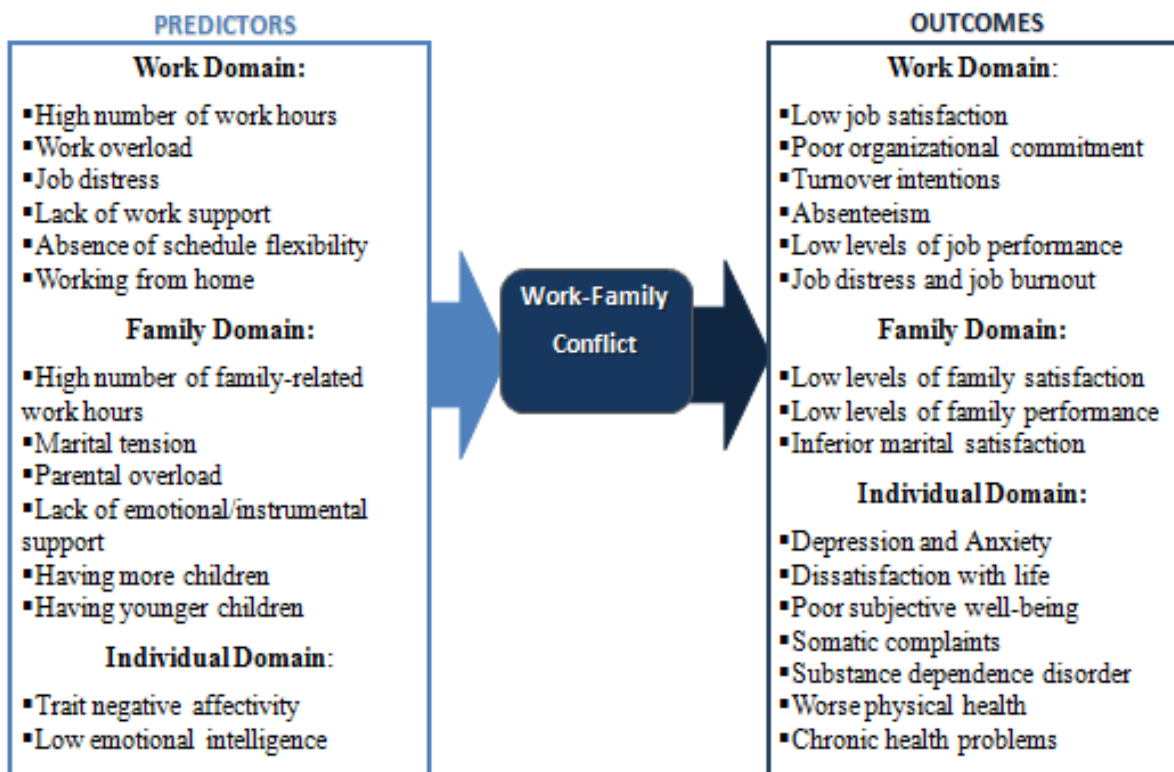 PREDICTORS
Work Domain:
▪High number of work hours
▪Work overload
▪Job distress
▪Lack of work support
▪Absence of schedule flexibility
▪Working from home
Family Domain:
▪High number of family-related
work hours
▪Marital tension
▪Parental overload
▪Lack of emotional/instrumental
support
▪Having more children
▪Having younger children
Individual Domain:
▪Trait negative affectivity
▪Low emotional intelligence
Work-Family
Conflict
OUTCOMES
Work Domain:
▪Low job satisfaction
▪Poor organizational commitment
▪Turnover intentions
▪Absenteeism
▪Low levels of job performance
▪Job distress and job burnout
Family Domain:
▪Low levels of family satisfaction
▪Low levels of family performance
▪Inferior marital satisfaction
Individual Domain:
▪Depression and Anxiety
▪Dissatisfaction with life
▪Poor subjective well-being
▪Somatic complaints
▪Substance dependence disorder
▪Worse physical health
▪Chronic health problems